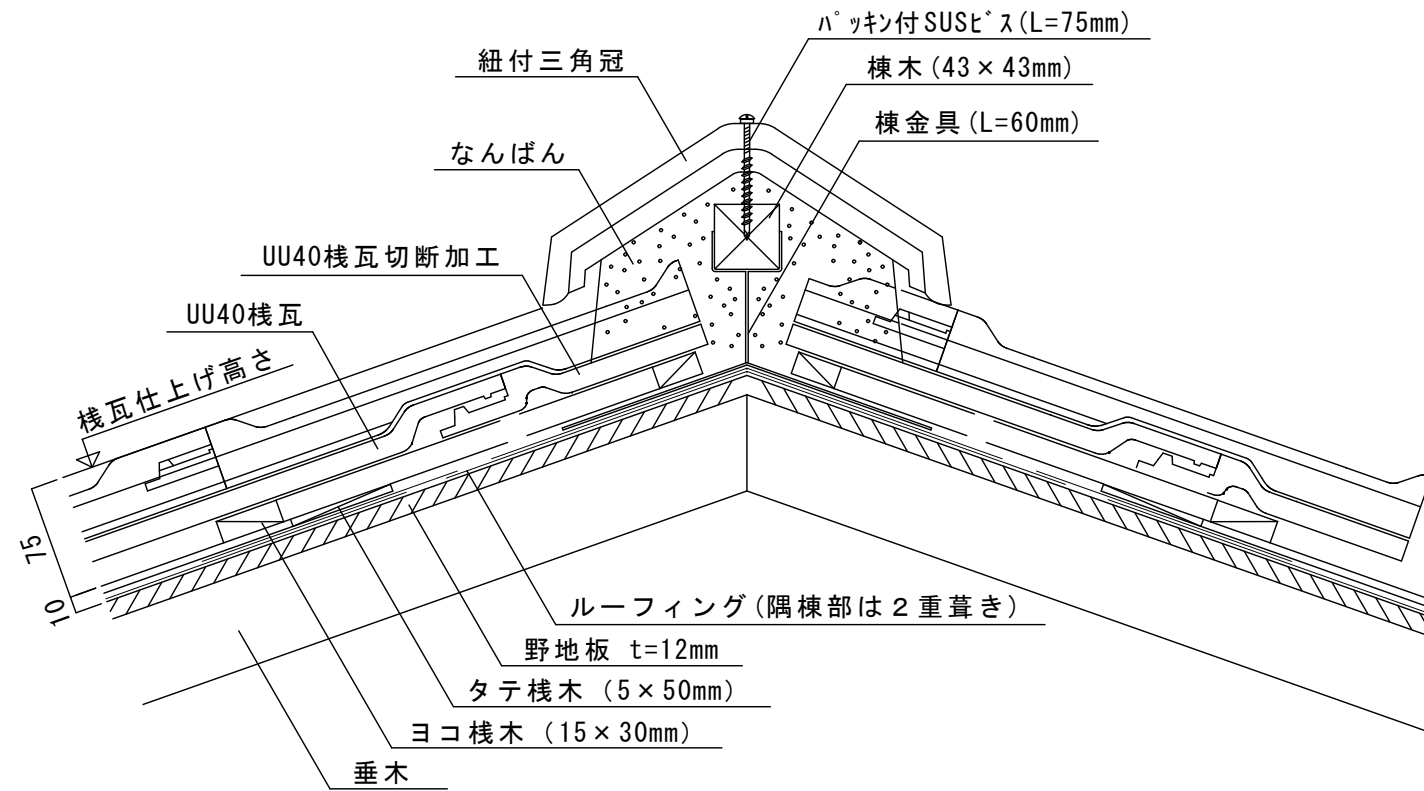 パッキン付SUSビス(L=75mm)
紐付三角冠
棟木(43×43mm)
棟金具(L=60mm)
なんばん
UU40桟瓦切断加工
UU40桟瓦
桟瓦仕上げ高さ
75
10
ルーフィング(隅棟部は２重葺き)
野地板 t=12mm
タテ桟木 (5×50mm)
ヨコ桟木 (15×30mm)
垂木